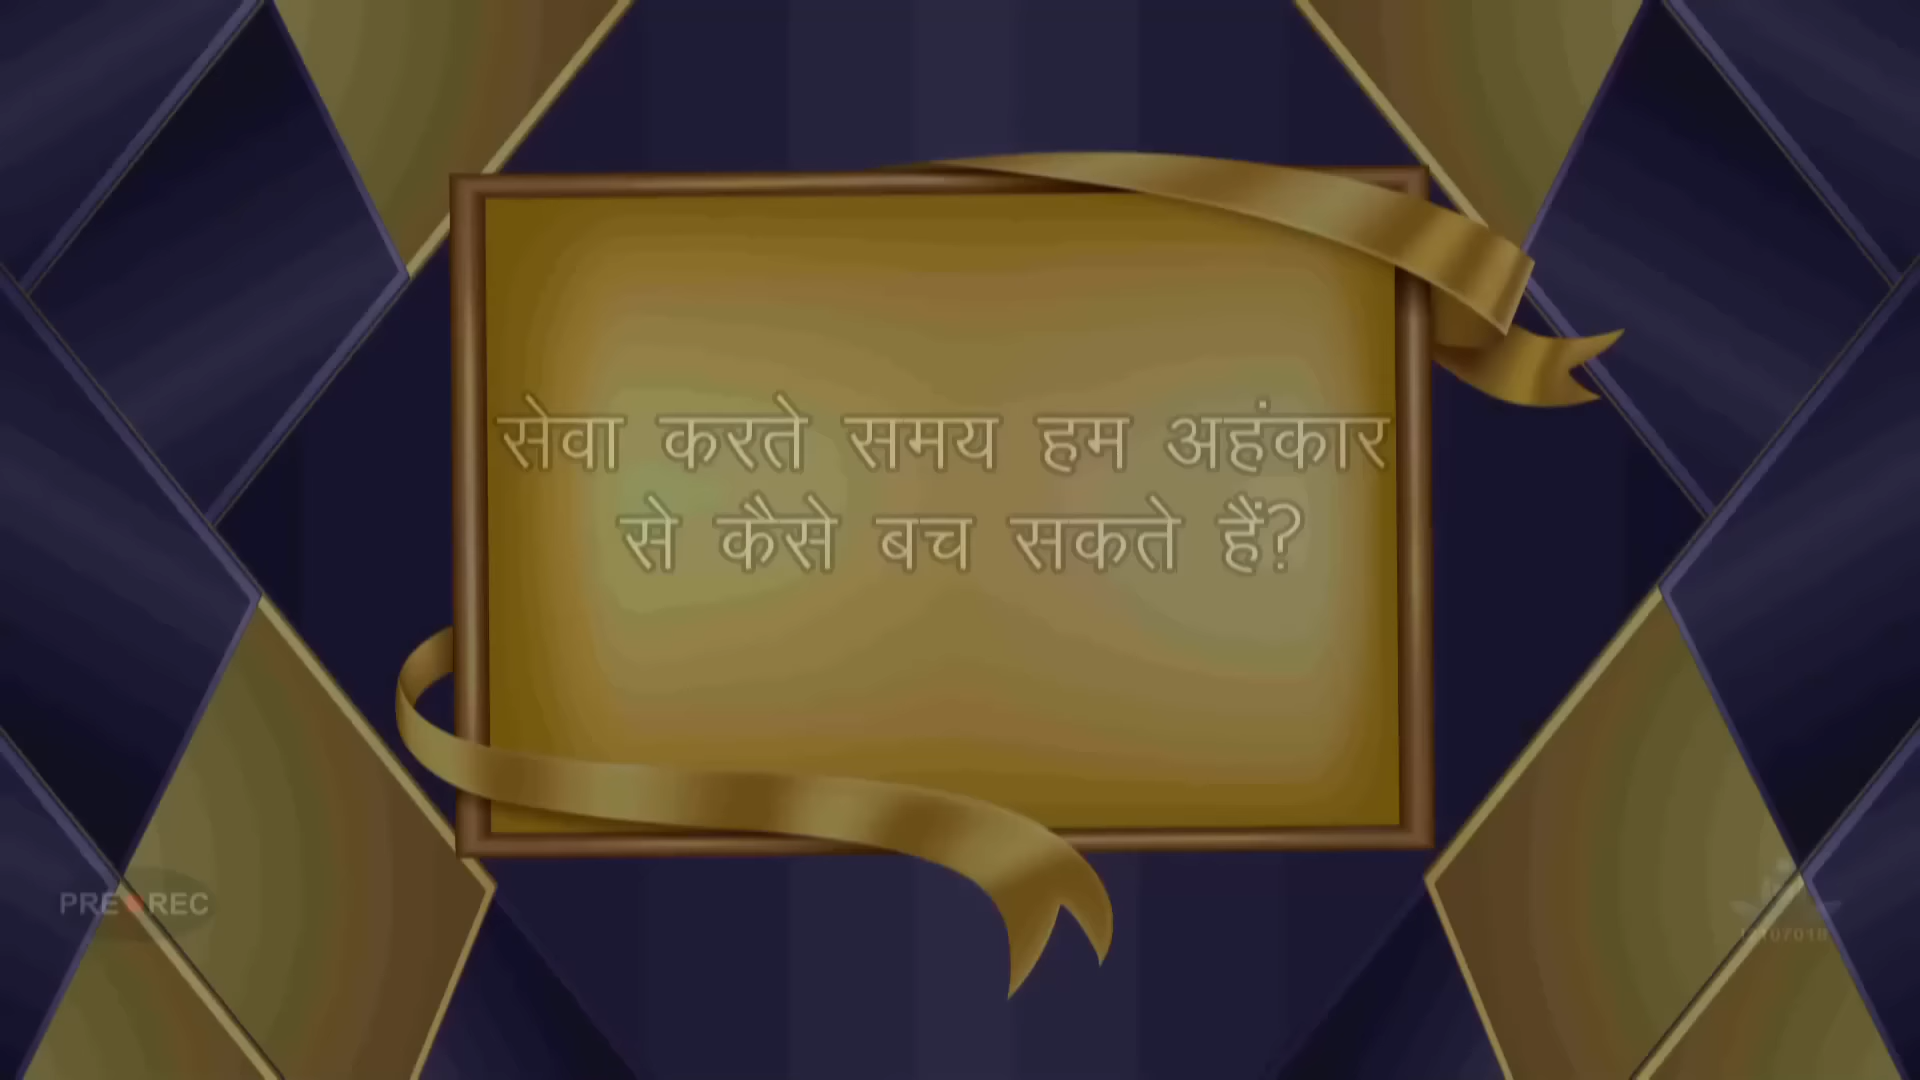 सेवा करते समय हम अहंकार
से कैसे बच सकते हैं?
PRE REC